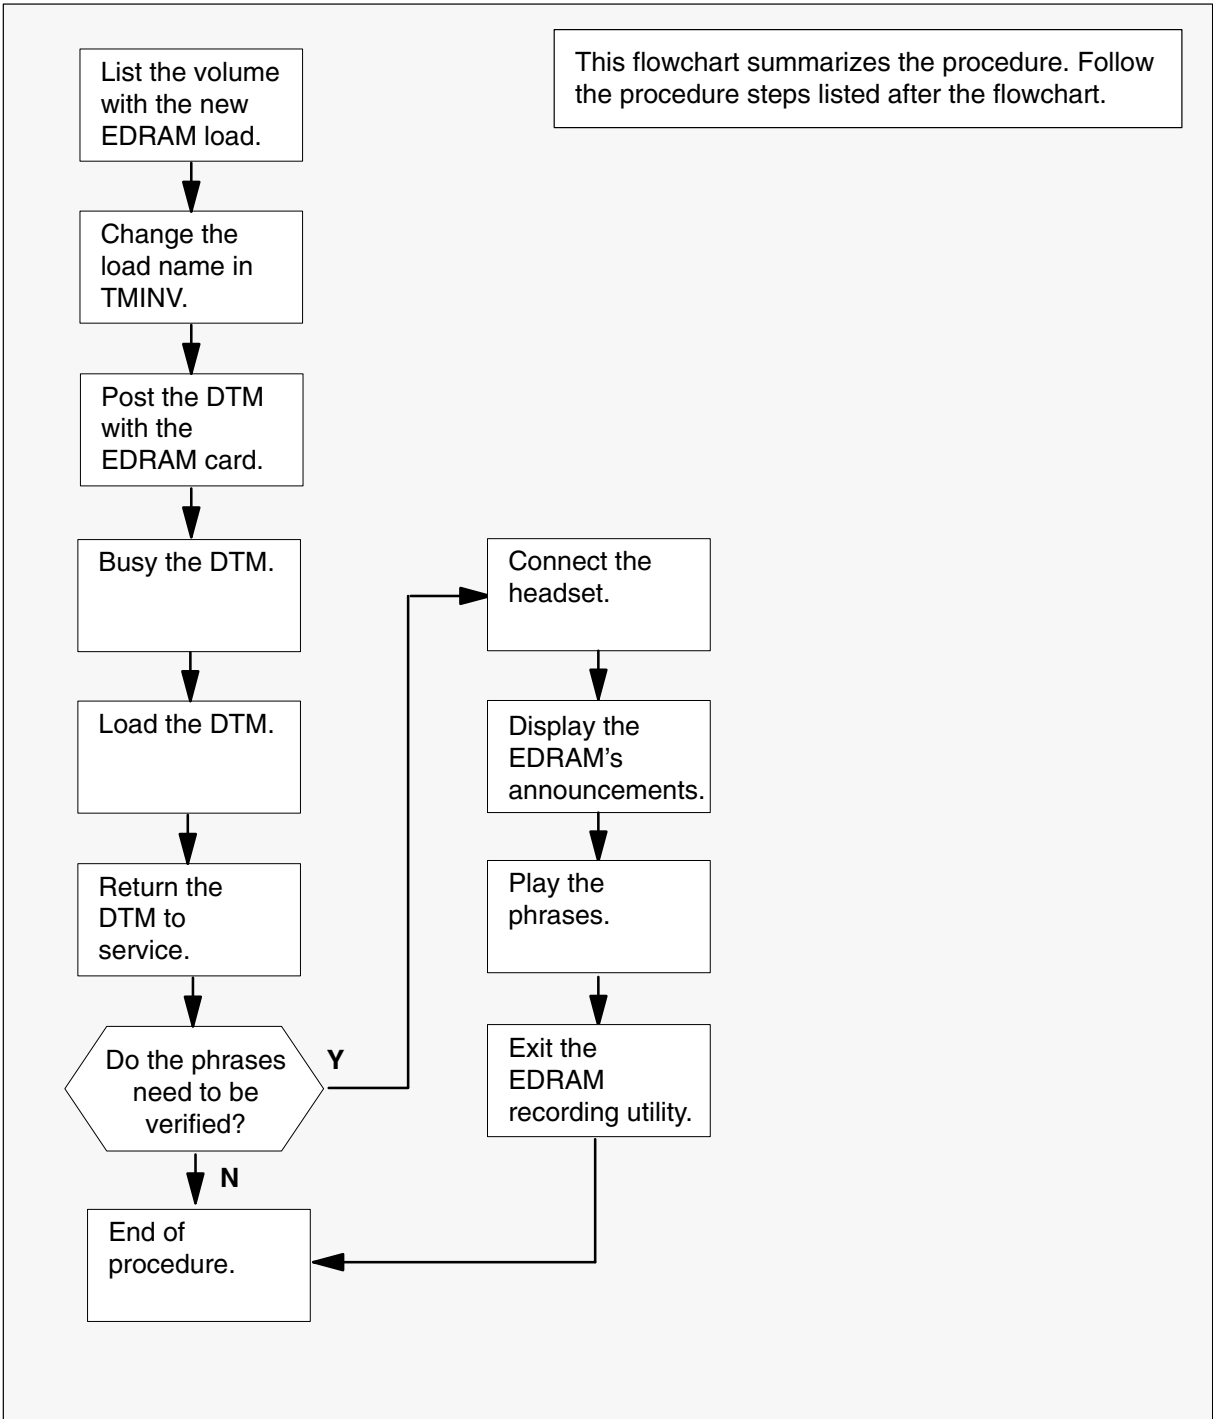 This flowchart summarizes the procedure. Follow
the procedure steps listed after the flowchart.
List the volume
with the new
EDRAM load.
Change the
load name in
TMINV.
Post the DTM
with the
EDRAM card.
Busy the DTM.
Load the DTM.
Return the
DTM to
service.
Do the phrases
need to be
verified?
Y
N
Connect the
headset.
Display the
EDRAM’s
announcements.
Play the
phrases.
Exit the
EDRAM
recording utility.
End of
procedure.